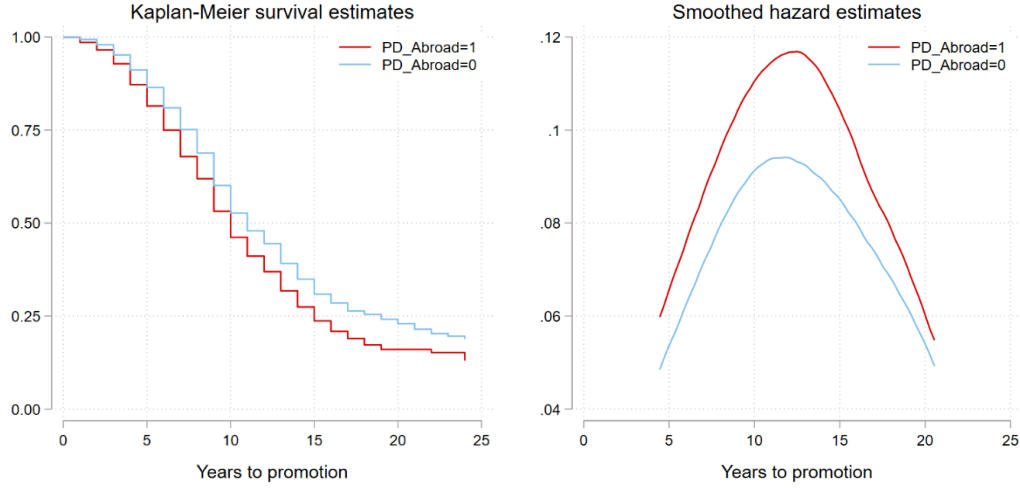 Kaplan-Meier survival estimates
PD_Abroad=1
PD_Abroad=0
1.00
0.75
0.50
0.25
0.00
0 5 10 15 20 25
Years to promotion
Smoothed hazard estimates
PD_Abroad=1
PD_Abroad=0
.12
.1
.08
.06
.04
0 5 10 15 20 25
Years to promotion